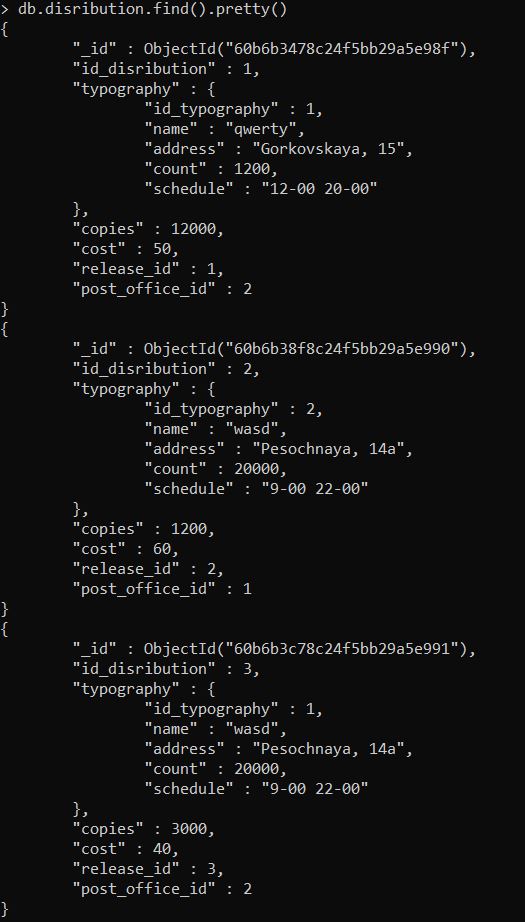 > db.disribution.find().pretty()
{
        "_id" : ObjectId("60b6b3478c24f5bb29a5e98f"),
        "id_disribution" : 1,
        "typography" : {
                "id_typography" : 1,
                "name" : "qwerty",
                "address" : "Gorkovskaya, 15",
                "count" : 1200,
                "schedule" : "12-00 20-00"
        },
        "copies" : 12000,
        "cost" : 50,
        "release_id" : 1,
        "post_office_id" : 2
}
{
        "_id" : ObjectId("60b6b38f8c24f5bb29a5e990"),
        "id_disribution" : 2,
        "typography" : {
                "id_typography" : 2,
                "name" : "wasd",
                "address" : "Pesochnaya, 14a",
                "count" : 20000,
                "schedule" : "9-00 22-00"
        },
        "copies" : 1200,
        "cost" : 60,
        "release_id" : 2,
        "post_office_id" : 1
}
{
        "_id" : ObjectId("60b6b3c78c24f5bb29a5e991"),
        "id_disribution" : 3,
        "typography" : {
                "id_typography" : 1,
                "name" : "wasd",
                "address" : "Pesochnaya, 14a",
                "count" : 20000,
                "schedule" : "9-00 22-00"
        },
        "copies" : 3000,
        "cost" : 40,
        "release_id" : 3,
        "post_office_id" : 2
}